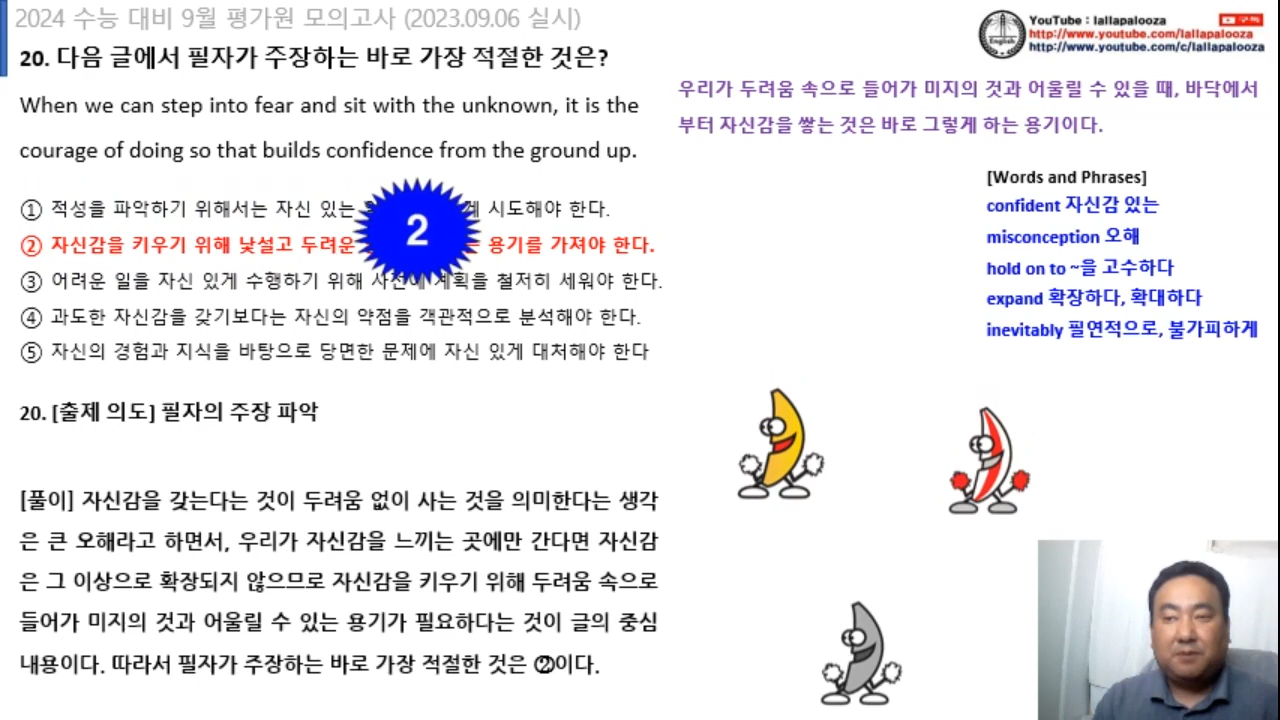 2024 수능 대비 9월 평가원 모의고사 (2023.09.06 실시)
YouTube : lallapalooza
구독
http://www.youtube.com/lallapalooza
http://www.youtube.com/c/lallapalooza
English
20. 다음 글에서 필자가 주장하는 바로 가장 적절한 것은?
When we can step into fear and sit with the unknown, it is the
courage of doing so that builds confidence from the ground up.
우리가 두려움 속으로 들어가 미지의 것과 어울릴 수 있을 때, 바닥에서
부터 자신감을 쌓는 것은 바로 그렇게 하는 용기이다.
① 적성을 파악하기 위해서는 자신 있는 시도해야 한다.
② 자신감을 키우기 위해 낯설고 두려운 용기를 가져야 한다.
2
③ 어려운 일을 자신 있게 수행하기 위해 사전에 계획을 철저히 세워야 한다.
④ 과도한 자신감을 갖기보다는 자신의 약점을 객관적으로 분석해야 한다.
⑤ 자신의 경험과 지식을 바탕으로 당면한 문제에 자신 있게 대처해야 한다
[Words and Phrases]
confident 자신감 있는
misconception 오해
hold on to ~을 고수하다
expand 확장하다, 확대하다
inevitably 필연적으로, 불가피하게
20. [출제 의도] 필자의 주장 파악
[풀이] 자신감을 갖는다는 것이 두려움 없이 사는 것을 의미한다는 생각
은 큰 오해라고 하면서, 우리가 자신감을 느끼는 곳에만 간다면 자신감
은 그 이상으로 확장되지 않으므로 자신감을 키우기 위해 두려움 속으로
들어가 미지의 것과 어울릴 수 있는 용기가 필요하다는 것이 글의 중심
내용이다. 따라서 필자가 주장하는 바로 가장 적절한 것은 ②이다.